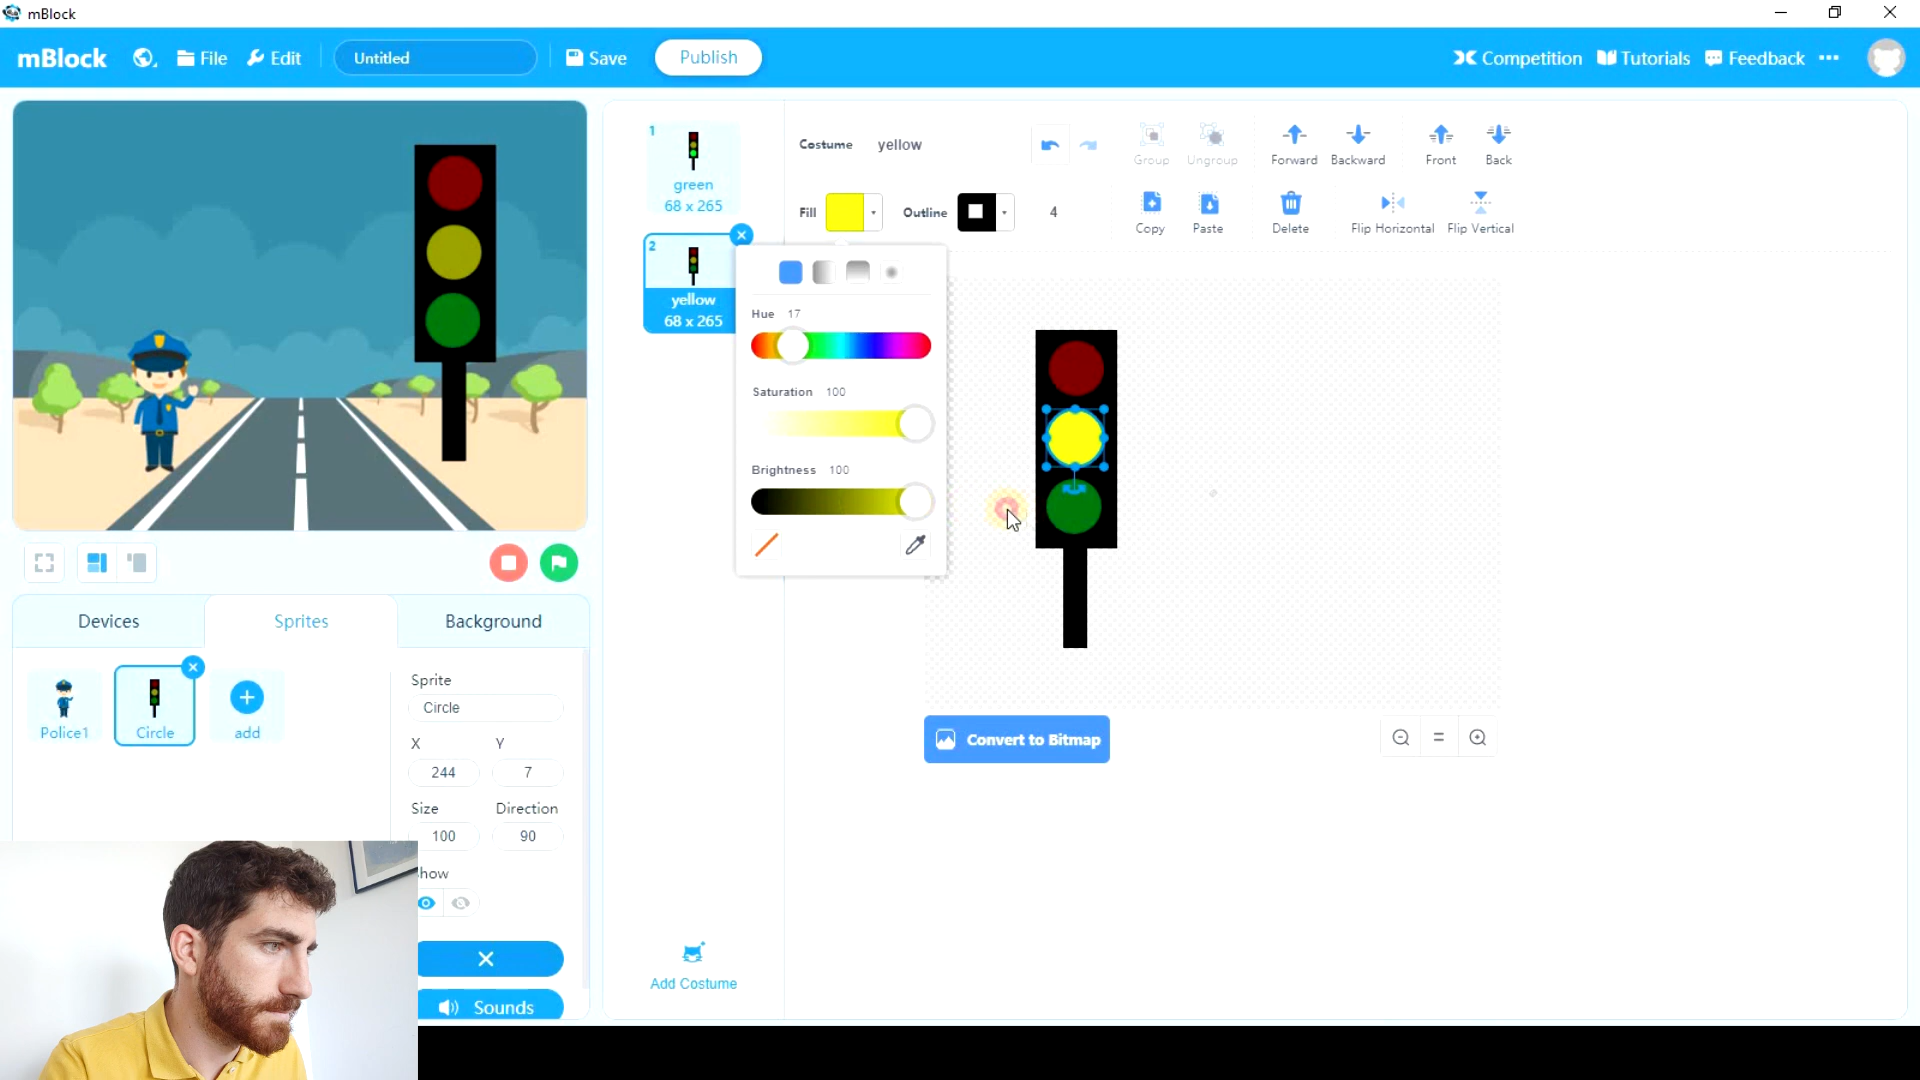 mBlock
mBlock
File
Edit
Untitled
Save
Publish
Competition
Tutorials
Feedback
1
green
68 x 265
2
yellow
68 x 265
Costume
yellow
Group
Ungroup
Forward
Backward
Front
Back
Fill
Outline
4
Copy
Paste
Delete
Flip Horizontal
Flip Vertical
Hue 17
Saturation 100
Brightness 100
Convert to Bitmap
Devices
Sprites
Background
Police1
Circle
add
Sprite
Circle
X
Y
244
7
Size
Direction
100
90
how
Sounds
Add Costume